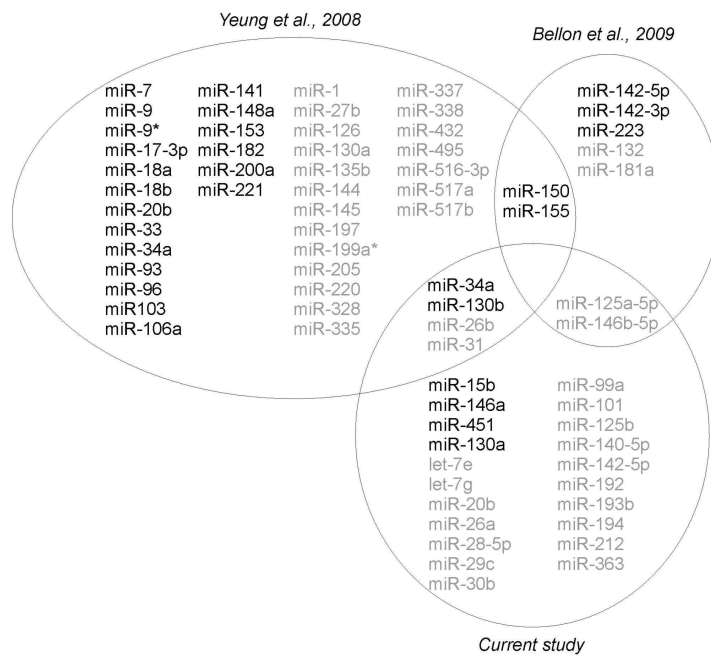 Yeung et al., 2008
Bellon et al., 2009
miR-7 miR-141 miR-1 miR-337
miR-9 miR-148a miR-27b miR-338
miR-9* miR-153 miR-126 miR-432
miR-17-3p miR-182 miR-130a miR-495
miR-18a miR-200a miR-135b miR-516-3p
miR-18b miR-221 miR-144 miR-517a
miR-20b miR-145 miR-517b
miR-33 miR-197
miR-34a miR-199a*
miR-93 miR-205
miR-96 miR-220
miR103 miR-328
miR-106a miR-335
miR-142-5p
miR-142-3p
miR-223
miR-132
miR-181a
miR-150
miR-155
miR-34a
miR-130b
miR-26b
miR-31
miR-125a-5p
miR-146b-5p
miR-15b miR-99a
miR-146a miR-101
miR-451 miR-125b
miR-130a miR-140-5p
let-7e miR-142-5p
let-7g miR-192
miR-20b miR-193b
miR-26a miR-194
miR-28-5p miR-212
miR-29c miR-363
miR-30b
Current study